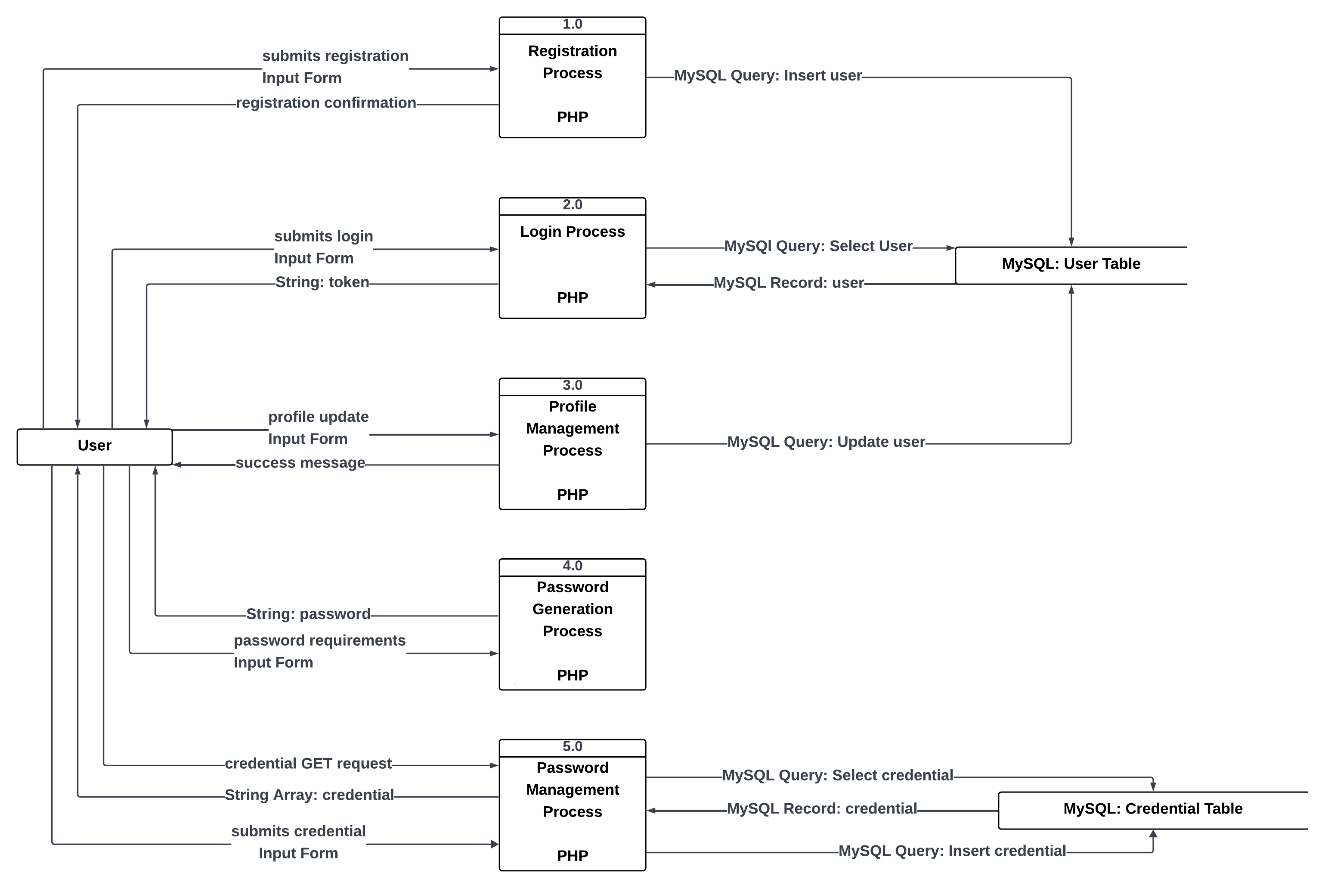 1.0
Registration
Process
PHP
submits registration
Input Form
registration confirmation
MySQL Query: Insert user
2.0
Login Process
PHP
submits login
Input Form
String: token
MySQl Query: Select User
MySQL Record: user
MySQL: User Table
3.0
Profile
Management
Process
PHP
profile update
Input Form
success message
MySQL Query: Update user
User
4.0
Password
Generation
Process
PHP
String: password
password requirements
Input Form
5.0
Password
Management
Process
PHP
credential GET request
String Array: credential
submits credential
Input Form
MySQL Query: Select credential
MySQL Record: credential
MySQL Query: Insert credential
MySQL: Credential Table